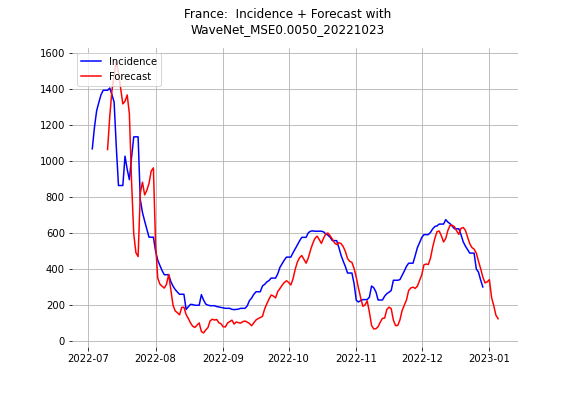 France:  Incidence + Forecast with
WaveNet_MSE0.0050_20221023
Incidence
Forecast
1600
1400
1200
1000
800
600
400
200
0
2022-07 2022-08 2022-09 2022-10 2022-11 2022-12 2023-01